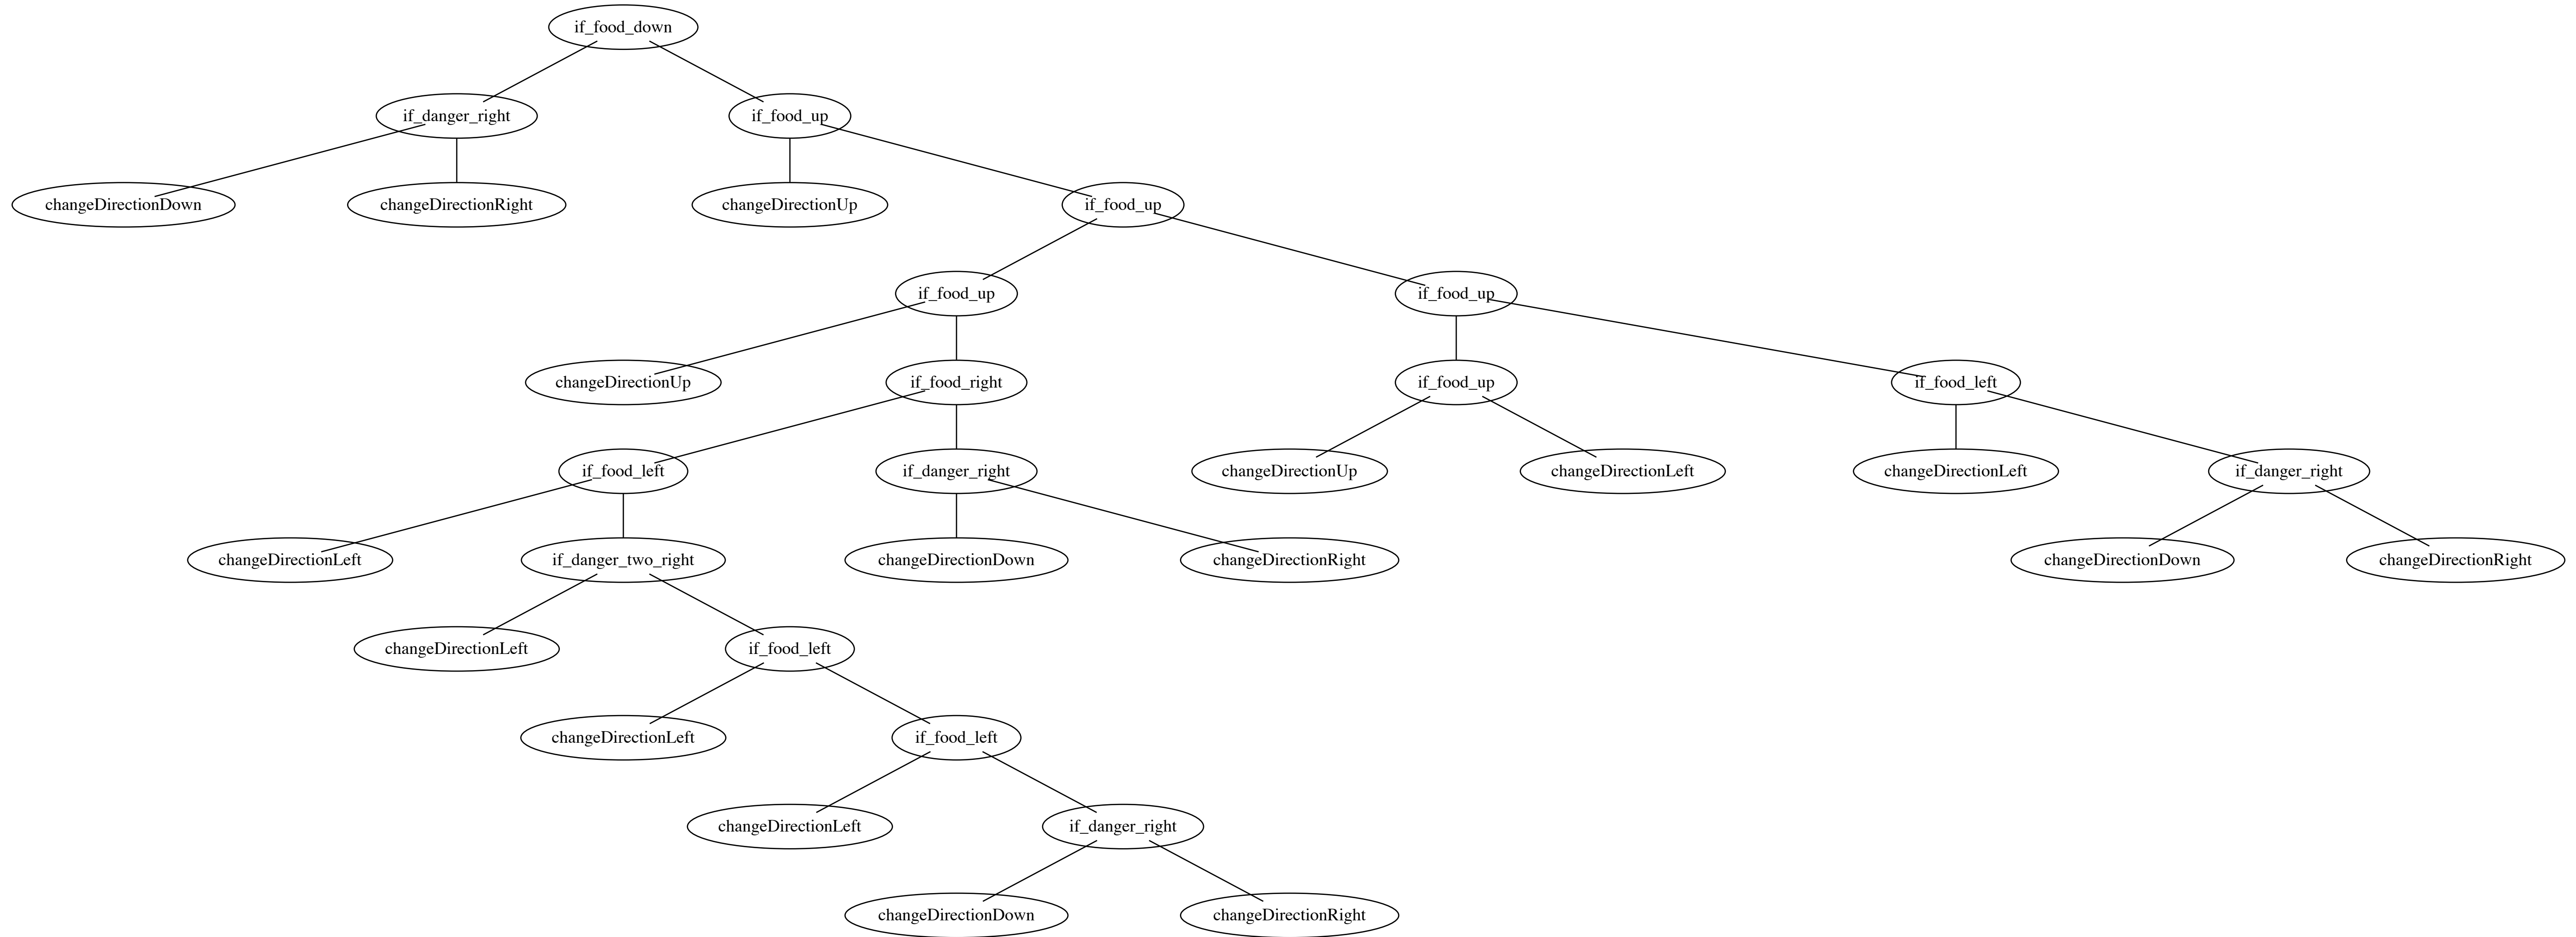 if_food_down
if_danger_right
if_food_up
changeDirectionDown
changeDirectionRight
changeDirectionUp
if_food_up
if_food_up
if_food_up
changeDirectionUp
if_food_right
if_food_up
if_food_left
if_food_left
if_danger_right
changeDirectionUp
changeDirectionLeft
changeDirectionLeft
if_danger_right
changeDirectionLeft
if_danger_two_right
changeDirectionDown
changeDirectionRight
changeDirectionDown
changeDirectionRight
changeDirectionLeft
if_food_left
changeDirectionLeft
if_food_left
changeDirectionLeft
if_danger_right
changeDirectionDown
changeDirectionRight